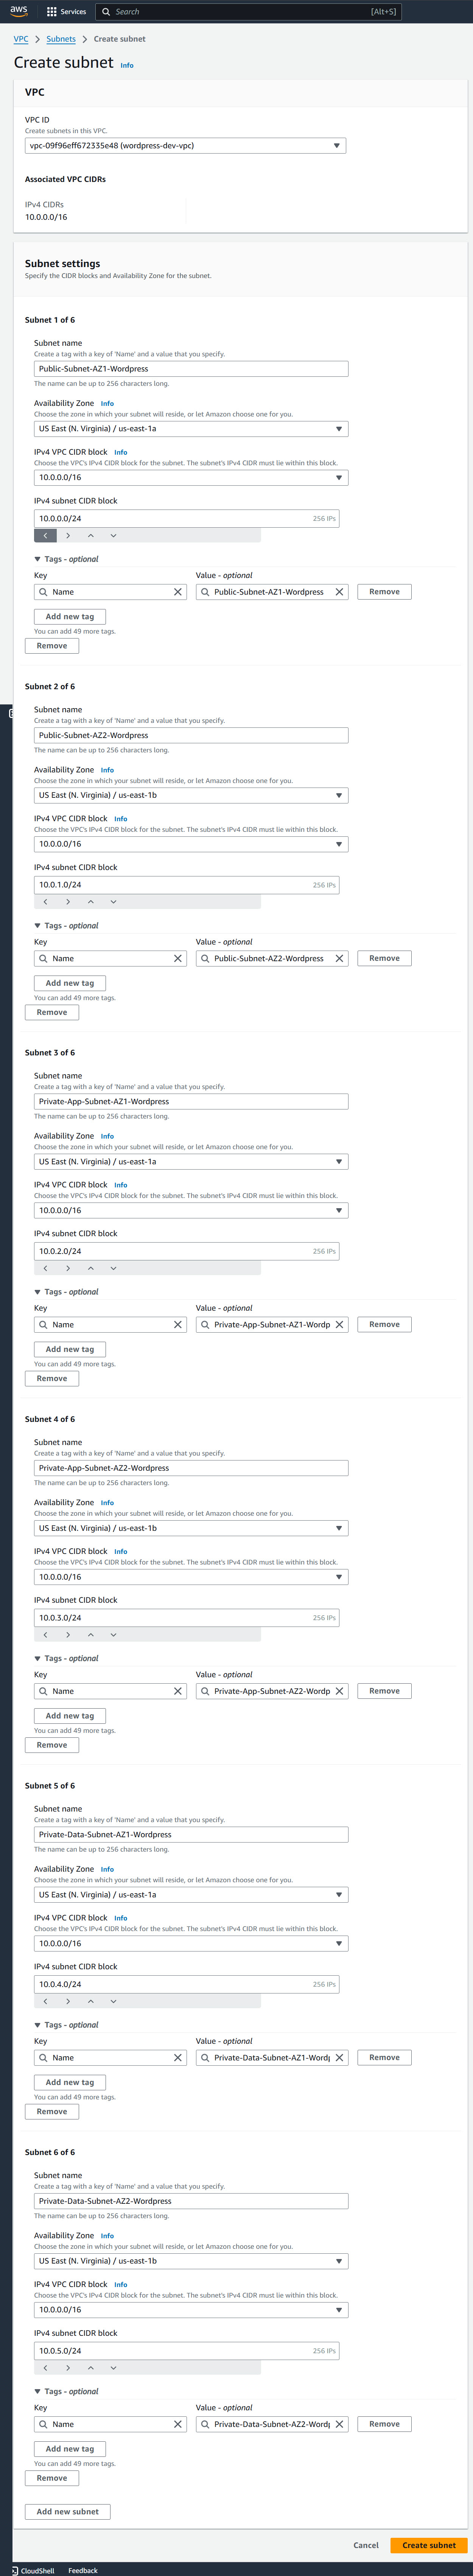 aws Services Search [Alt+S]
VPC > Subnets > Create subnet
Create subnet Info
VPC
VPC ID
Create subnets in this VPC.
vpc-09f96eff672335e48 (wordpress-dev-vpc)
Associated VPC CIDRs
IPv4 CIDRs
10.0.0.0/16
Subnet settings
Specify the CIDR blocks and Availability Zone for the subnet.
Subnet 1 of 6
Subnet name
Create a tag with a key of 'Name' and a value that you specify.
Public-Subnet-AZ1-Wordpress
The name can be up to 256 characters long.
Availability Zone Info
Choose the zone in which your subnet will reside, or let Amazon choose one for you.
US East (N. Virginia) / us-east-1a
IPv4 VPC CIDR block Info
Choose the VPC's IPv4 CIDR block for the subnet. The subnet's IPv4 CIDR must lie within this block.
10.0.0.0/16
IPv4 subnet CIDR block
10.0.0.0/24 256 IPs
Tags - optional
Key Value - optional
Name Public-Subnet-AZ1-Wordpress Remove
Add new tag
You can add 49 more tags.
Remove
Subnet 2 of 6
Subnet name
Create a tag with a key of 'Name' and a value that you specify.
Public-Subnet-AZ2-Wordpress
The name can be up to 256 characters long.
Availability Zone Info
Choose the zone in which your subnet will reside, or let Amazon choose one for you.
US East (N. Virginia) / us-east-1b
IPv4 VPC CIDR block Info
Choose the VPC's IPv4 CIDR block for the subnet. The subnet's IPv4 CIDR must lie within this block.
10.0.0.0/16
IPv4 subnet CIDR block
10.0.1.0/24 256 IPs
Tags - optional
Key Value - optional
Name Public-Subnet-AZ2-Wordpress Remove
Add new tag
You can add 49 more tags.
Remove
Subnet 3 of 6
Subnet name
Create a tag with a key of 'Name' and a value that you specify.
Private-App-Subnet-AZ1-Wordpress
The name can be up to 256 characters long.
Availability Zone Info
Choose the zone in which your subnet will reside, or let Amazon choose one for you.
US East (N. Virginia) / us-east-1a
IPv4 VPC CIDR block Info
Choose the VPC's IPv4 CIDR block for the subnet. The subnet's IPv4 CIDR must lie within this block.
10.0.0.0/16
IPv4 subnet CIDR block
10.0.2.0/24 256 IPs
Tags - optional
Key Value - optional
Name Private-App-Subnet-AZ1-Wordp Remove
Add new tag
You can add 49 more tags.
Remove
Subnet 4 of 6
Subnet name
Create a tag with a key of 'Name' and a value that you specify.
Private-App-Subnet-AZ2-Wordpress
The name can be up to 256 characters long.
Availability Zone Info
Choose the zone in which your subnet will reside, or let Amazon choose one for you.
US East (N. Virginia) / us-east-1b
IPv4 VPC CIDR block Info
Choose the VPC's IPv4 CIDR block for the subnet. The subnet's IPv4 CIDR must lie within this block.
10.0.0.0/16
IPv4 subnet CIDR block
10.0.3.0/24 256 IPs
Tags - optional
Key Value - optional
Name Private-App-Subnet-AZ2-Wordp Remove
Add new tag
You can add 49 more tags.
Remove
Subnet 5 of 6
Subnet name
Create a tag with a key of 'Name' and a value that you specify.
Private-Data-Subnet-AZ1-Wordpress
The name can be up to 256 characters long.
Availability Zone Info
Choose the zone in which your subnet will reside, or let Amazon choose one for you.
US East (N. Virginia) / us-east-1a
IPv4 VPC CIDR block Info
Choose the VPC's IPv4 CIDR block for the subnet. The subnet's IPv4 CIDR must lie within this block.
10.0.0.0/16
IPv4 subnet CIDR block
10.0.4.0/24 256 IPs
Tags - optional
Key Value - optional
Name Private-Data-Subnet-AZ1-Word Remove
Add new tag
You can add 49 more tags.
Remove
Subnet 6 of 6
Subnet name
Create a tag with a key of 'Name' and a value that you specify.
Private-Data-Subnet-AZ2-Wordpress
The name can be up to 256 characters long.
Availability Zone Info
Choose the zone in which your subnet will reside, or let Amazon choose one for you.
US East (N. Virginia) / us-east-1b
IPv4 VPC CIDR block Info
Choose the VPC's IPv4 CIDR block for the subnet. The subnet's IPv4 CIDR must lie within this block.
10.0.0.0/16
IPv4 subnet CIDR block
10.0.5.0/24 256 IPs
Tags - optional
Key Value - optional
Name Private-Data-Subnet-AZ2-Word Remove
Add new tag
You can add 49 more tags.
Remove
Add new subnet
Cancel Create subnet
CloudShell Feedback